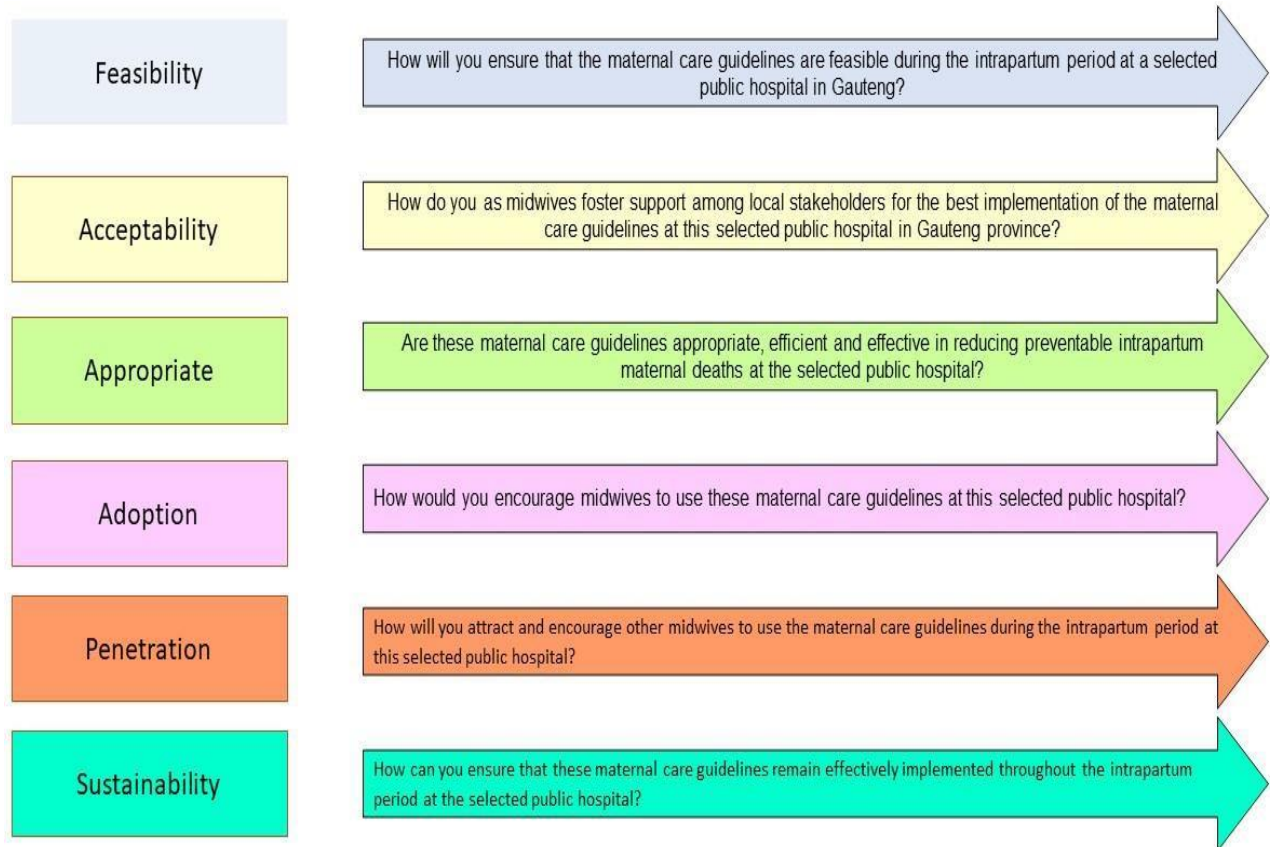 Feasibility
How will you ensure that the maternal care guidelines are feasible during the intrapartum period at a selected
public hospital in Gauteng?
Acceptability
How do you as midwives foster support among local stakeholders for the best implementation of the maternal
care guidelines at this selected public hospital in Gauteng province?
Appropriate
Are these maternal care guidelines appropriate, efficient and effective in reducing preventable intrapartum
maternal deaths at the selected public hospital?
Adoption
How would you encourage midwives to use these maternal care guidelines at this selected public hospital?
Penetration
How will you attract and encourage other midwives to use the maternal care guidelines during the intrapartum period at
this selected public hospital?
Sustainability
How can you ensure that these maternal care guidelines remain effectively implemented throughout the intrapartum
period at the selected public hospital?